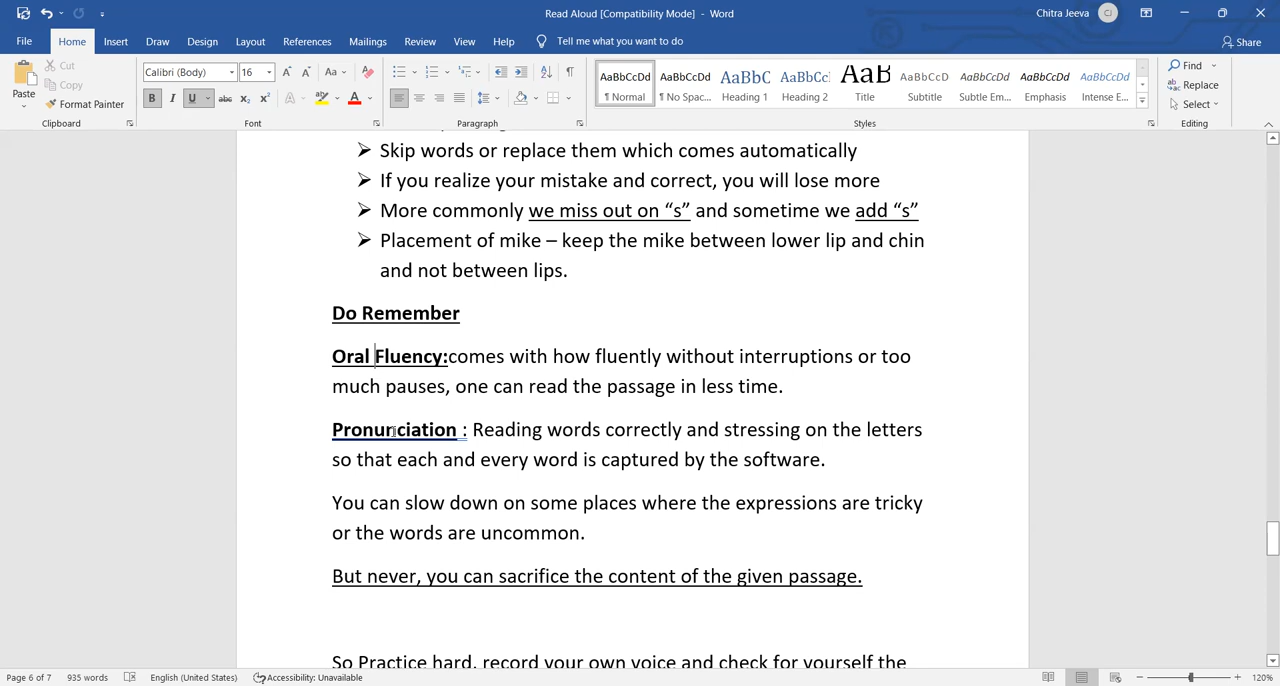 Read Aloud [Compatibility Mode] - Word
Chitra Jeeva
CJ
File Home Insert Draw Design Layout References Mailings Review View Help Tell me what you want to do
Share
Paste
Cut
Copy
Format Painter
Clipboard
Calibri (Body) 16
Font
Paragraph
AaBbCcDd AaBbCcDd AaBbC AaBbCc AaB AaBbCcD AaBbCcDd AaBbCcDd AaBbCcDd
¶ Normal ¶ No Spac... Heading 1 Heading 2 Title Subtitle Subtle Em... Emphasis Intense E...
Styles
Find
Replace
Select
Editing
Skip words or replace them which comes automatically
If you realize your mistake and correct, you will lose more
More commonly we miss out on “s” and sometime we add “s”
Placement of mike – keep the mike between lower lip and chin
and not between lips.
Do Remember
Oral Fluency:comes with how fluently without interruptions or too
much pauses, one can read the passage in less time.
Pronunciation : Reading words correctly and stressing on the letters
so that each and every word is captured by the software.
You can slow down on some places where the expressions are tricky
or the words are uncommon.
But never, you can sacrifice the content of the given passage.
So Practice hard, record your own voice and check for yourself the
Page 6 of 7 935 words English (United States) Accessibility: Unavailable 120%